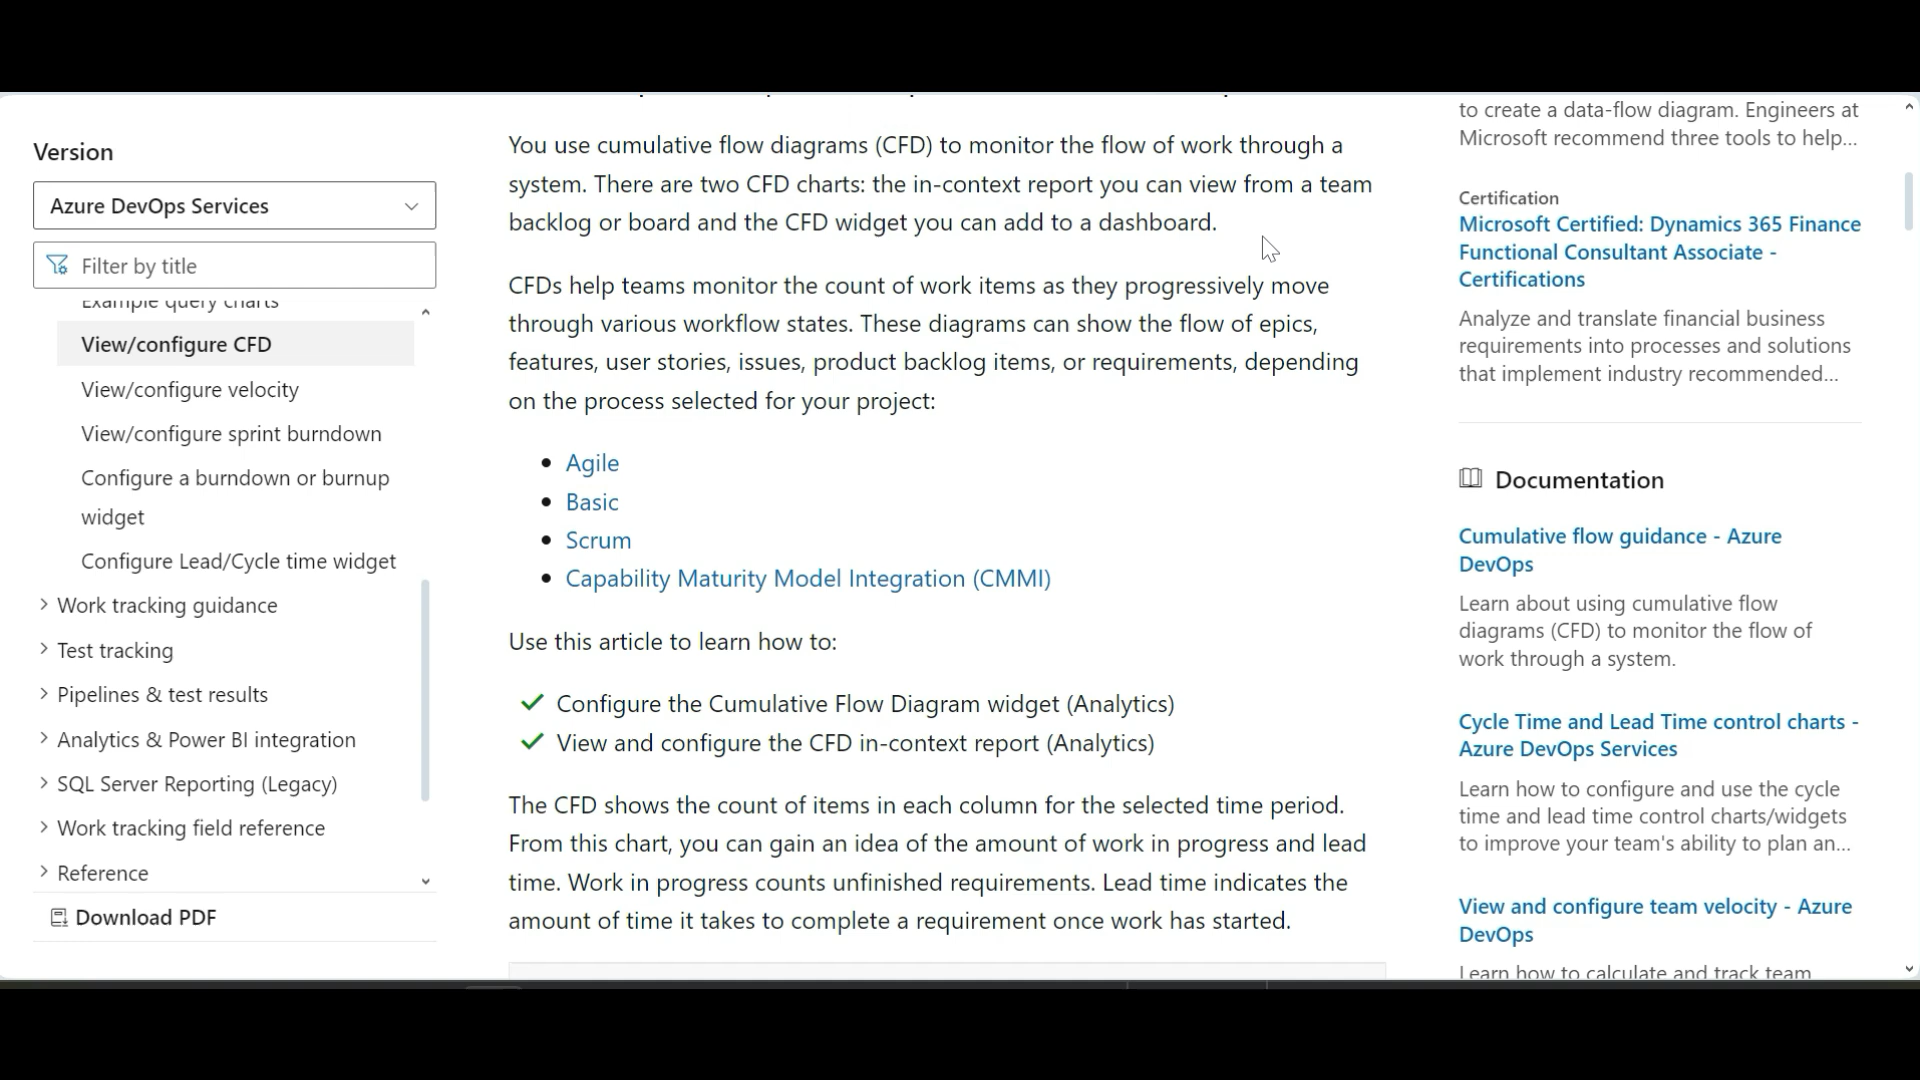 Version
Azure DevOps Services
Filter by title
Example query charts
View/configure CFD
View/configure velocity
View/configure sprint burndown
Configure a burndown or burnup
widget
Configure Lead/Cycle time widget
Work tracking guidance
Test tracking
Pipelines & test results
Analytics & Power BI integration
SQL Server Reporting (Legacy)
Work tracking field reference
Reference
Download PDF
You use cumulative flow diagrams (CFD) to monitor the flow of work through a
system. There are two CFD charts: the in-context report you can view from a team
backlog or board and the CFD widget you can add to a dashboard.
CFDs help teams monitor the count of work items as they progressively move
through various workflow states. These diagrams can show the flow of epics,
features, user stories, issues, product backlog items, or requirements, depending
on the process selected for your project:
Agile
Basic
Scrum
Capability Maturity Model Integration (CMMI)
Use this article to learn how to:
Configure the Cumulative Flow Diagram widget (Analytics)
View and configure the CFD in-context report (Analytics)
The CFD shows the count of items in each column for the selected time period.
From this chart, you can gain an idea of the amount of work in progress and lead
time. Work in progress counts unfinished requirements. Lead time indicates the
amount of time it takes to complete a requirement once work has started.
to create a data-flow diagram. Engineers at
Microsoft recommend three tools to help...
Certification
Microsoft Certified: Dynamics 365 Finance
Functional Consultant Associate -
Certifications
Analyze and translate financial business
requirements into processes and solutions
that implement industry recommended...
Documentation
Cumulative flow guidance - Azure
DevOps
Learn about using cumulative flow
diagrams (CFD) to monitor the flow of
work through a system.
Cycle Time and Lead Time control charts -
Azure DevOps Services
Learn how to configure and use the cycle
time and lead time control charts/widgets
to improve your team's ability to plan an...
View and configure team velocity - Azure
DevOps
Learn how to calculate and track team